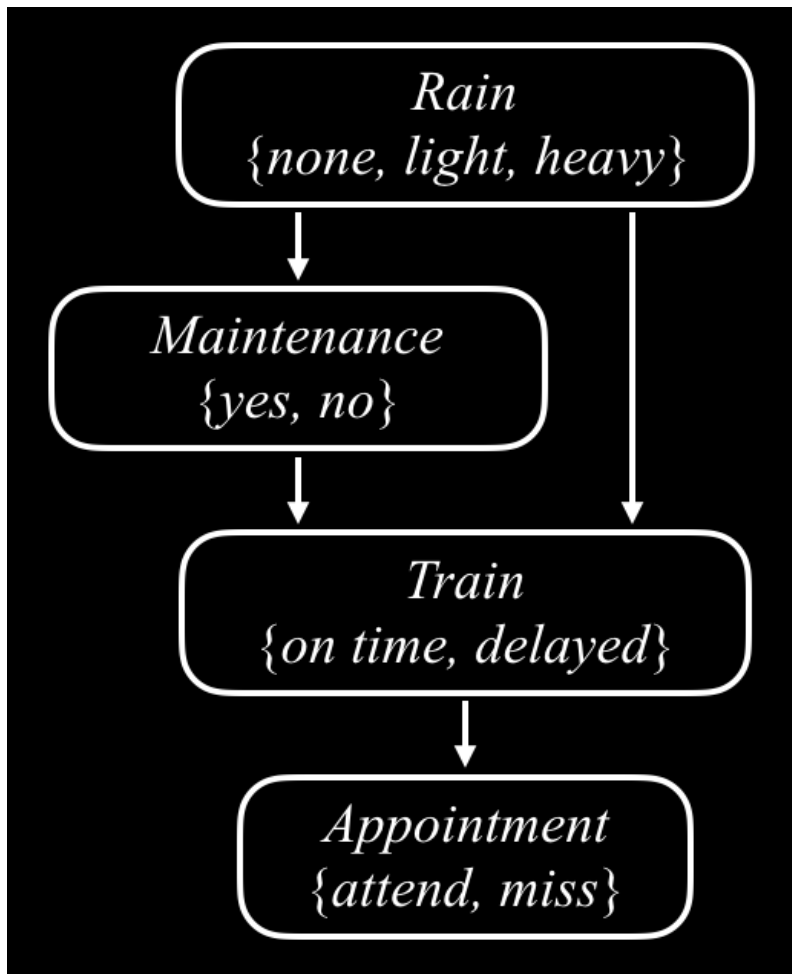 Rain
{none, light, heavy}
Maintenance
{yes, no}
Train
{on time, delayed}
Appointment
{attend, miss}